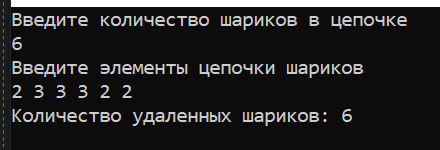 Введите количество шариков в цепочке
6
Введите элементы цепочки шариков
2 3 3 3 2 2
Количество удаленных шариков: 6